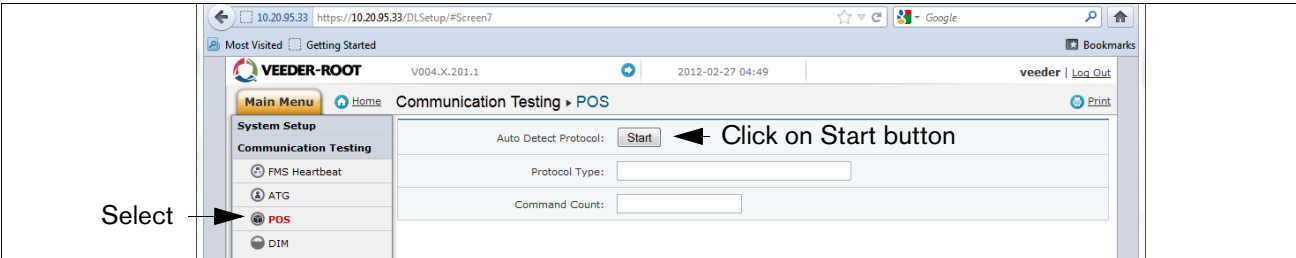 10.20.95.33 https://10.20.95.33/DLSetup/#Screen7 Google
Most Visited Getting Started Bookmarks
VEEDER-ROOT V004.X.201.1 2012-02-27 04:49 veeder | Log Out
Main Menu Home Communication Testing ▸ POS Print
System Setup
Communication Testing
Auto Detect Protocol: Start Click on Start button
FMS Heartbeat
Protocol Type:
ATG
Command Count:
Select POS
DIM